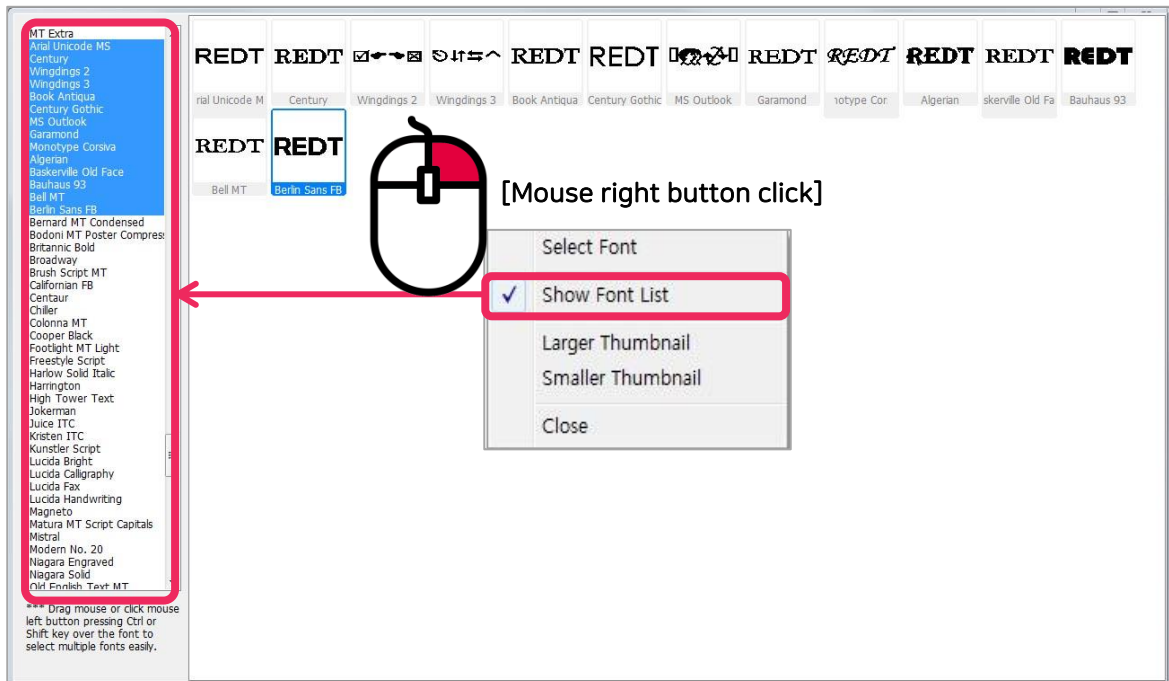 MT Extra
Arial Unicode MS
Century
Wingdings 2
Wingdings 3
Book Antiqua
Century Gothic
MS Outlook
Garamond
Monotype Corsiva
Algerian
Baskerville Old Face
Bauhaus 93
Bell MT
Berlin Sans FB
Bernard MT Condensed
Bodoni MT Poster Compres
Britannic Bold
Broadway
Brush Script MT
Californian FB
Centaur
Chiller
Colonna MT
Cooper Black
Footlight MT Light
Freestyle Script
Harlow Solid Italic
Harrington
High Tower Text
Jokerman
Juice ITC
Kristen ITC
Kunstler Script
Lucida Bright
Lucida Calligraphy
Lucida Fax
Lucida Handwriting
Magneto
Matura MT Script Capitals
Mistral
Modern No. 20
Niagara Engraved
Niagara Solid
Old English Text MT
*** Drag mouse or click mouse
left button pressing Ctrl or
Shift key over the font to
select multiple fonts easily.
REDT REDT REDT REDT REDT REDT REDT REDT REDT
rial Unicode M Century Wingdings 2 Wingdings 3 Book Antiqua Century Gothic MS Outlook Garamond notype Cor Algerian skerville Old Fa Bauhaus 93
REDT REDT
Bell MT Berlin Sans FB
[Mouse right button click]
Select Font
✓ Show Font List
Larger Thumbnail
Smaller Thumbnail
Close